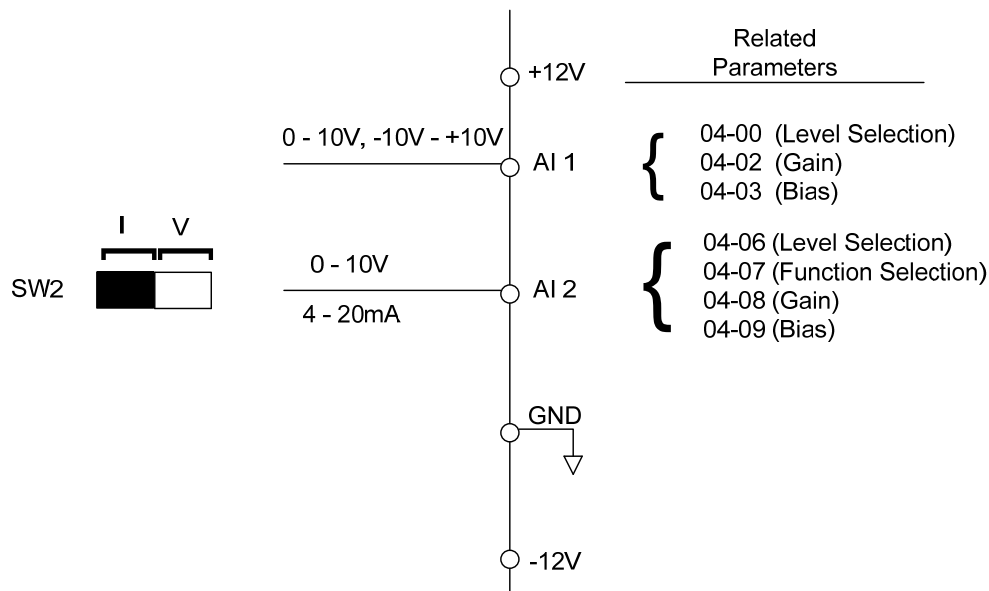 Related
Parameters
+12V
0 - 10V, -10V - +10V
AI 1
04-00 (Level Selection)
04-02 (Gain)
04-03 (Bias)
I V
SW2
0 - 10V
4 - 20mA
AI 2
04-06 (Level Selection)
04-07 (Function Selection)
04-08 (Gain)
04-09 (Bias)
GND
-12V